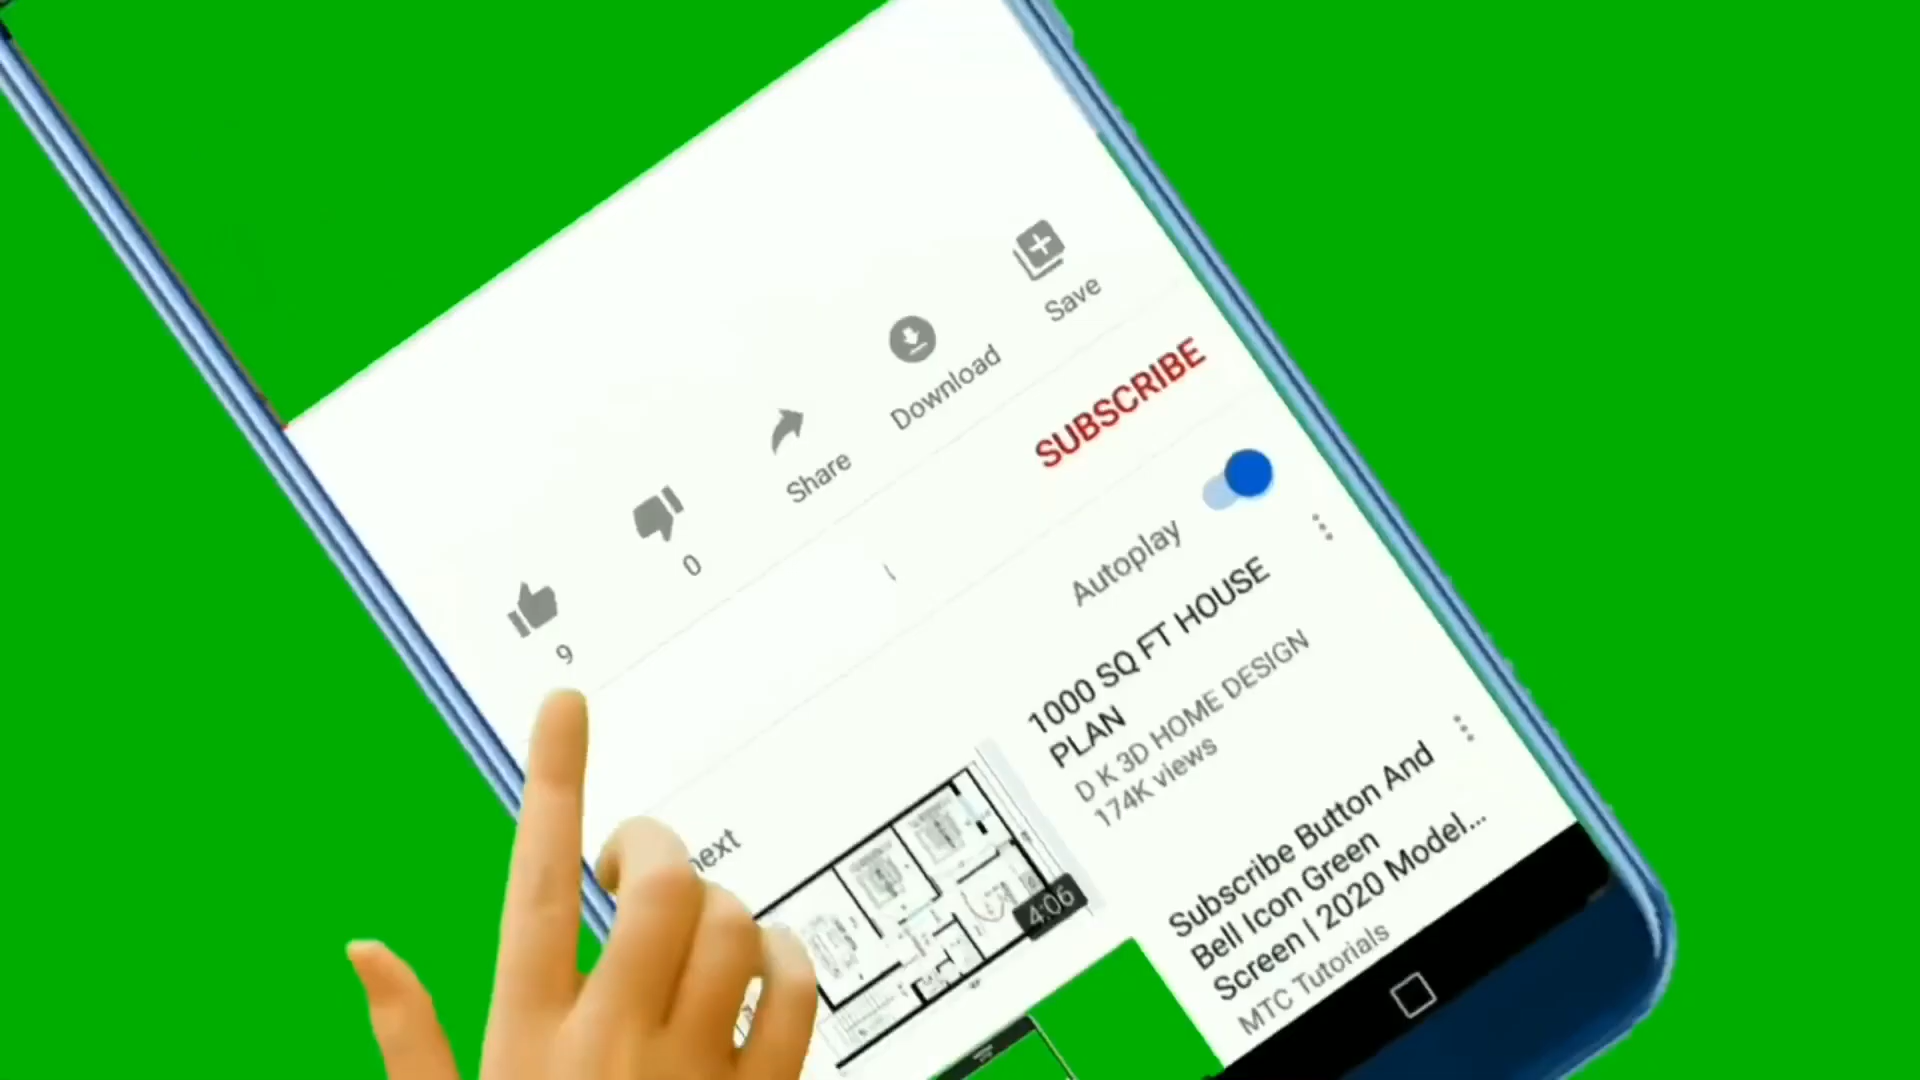 9
0
Share
Download
Save
SUBSCRIBE
Autoplay
next
4:06
1000 SQ FT HOUSE
PLAN
D K 3D HOME DESIGN
174K views
Subscribe Button And
Bell Icon Green
Screen | 2020 Model...
MTC Tutorials